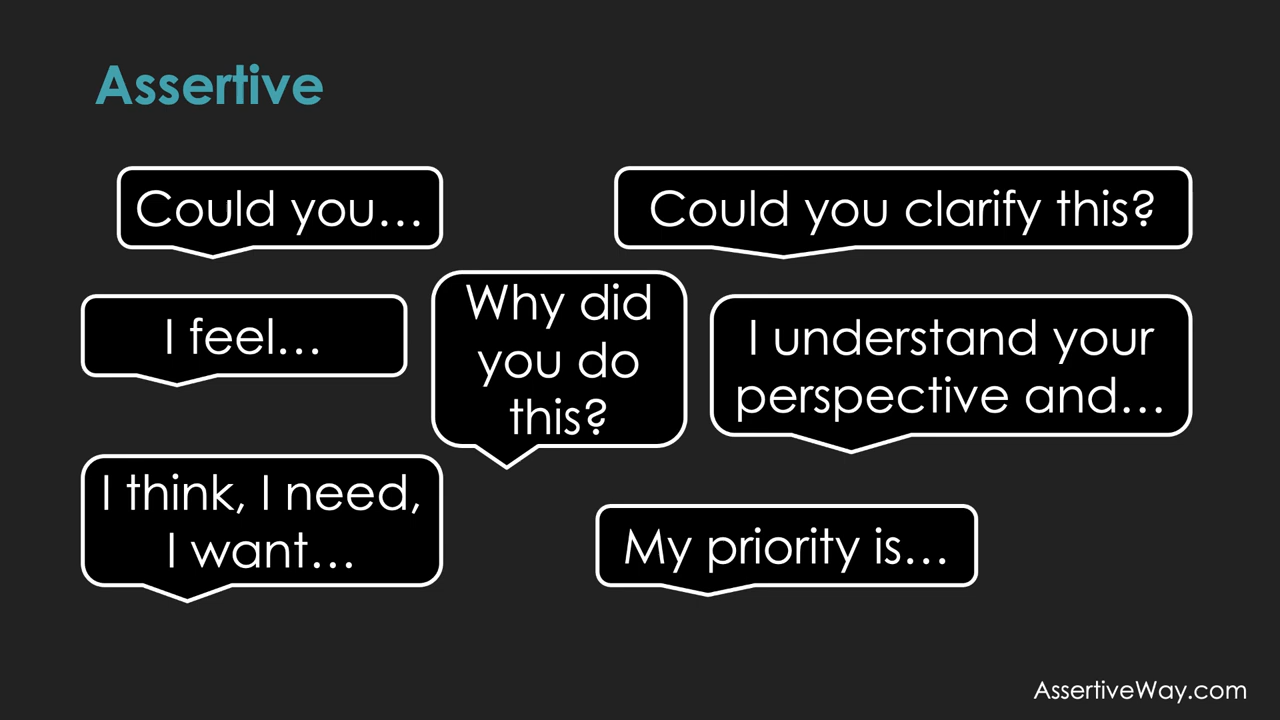 Assertive
Could you…
Could you clarify this?
I feel…
Why did
you do
this?
I understand your
perspective and…
I think, I need,
I want…
My priority is…
AssertiveWay.com